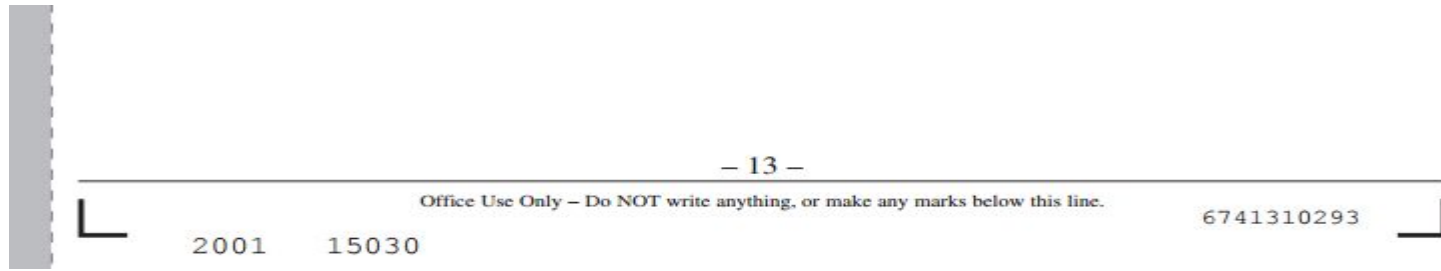 – 13 –
Office Use Only – Do NOT write anything, or make any marks below this line.
6741310293
2001 15030